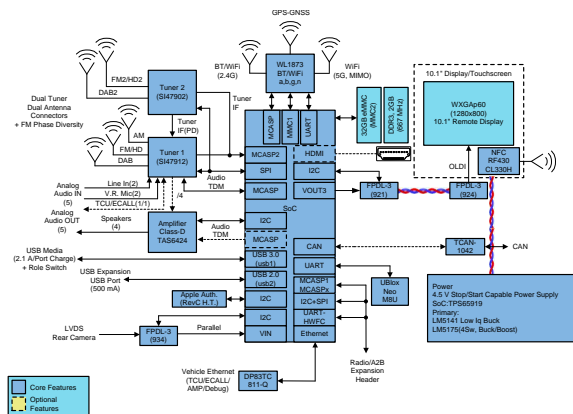 GPS-GNSS
BT/WiFi
(2.4G)
WL1873
BT/WiFi
a,b,g,n
WiFi
(5G, MIMO)
FM2/HD2
DAB2
Tuner 2
(SI47902)
Dual Tuner
Dual Antenna
Connectors
+ FM Phase Diversity
Tuner
IF
Tuner
IF(PD)
AM
FM/HD
DAB
Tuner 1
(SI47912)
Audio
TDM
/4
Analog
Audio IN
(5)
Line In(2)
V.R. Mic(2)
TCU/ECALL(1/1)
Analog
Audio OUT
(5)
Speakers
(4)
Amplifier
Class-D
TAS6424
Audio
TDM
MCASP
MMC1
UART
MCASP2
SPI
MCASP
HDMI
I2C
VOUT3
SoC
I2C
MCASP
CAN
USB 3.0
(usb1)
USB 2.0
(usb2)
UART
I2C
MCASP1
MCASPx
I2C+SPI
I2C
UART-
HWFC
VIN
Ethernet
32GB eMMC
(MMC2)
DDR3, 2GB
(667 MHz)
10.1" Display/Touchscreen
WXGAp60
(1280x800)
10.1" Remote Display
OLDI
NFC
RF430
CL330H
FPDL-3
(921)
FPDL-3
(924)
TCAN-
1042
CAN
UBlox
Neo
M8U
USB Media
(2.1 A/Port Charge)
+ Role Switch
USB Expansion
USB Port
(500 mA)
Apple Auth.
(RevC H.T.)
LVDS
Rear Camera
FPDL-3
(934)
Parallel
Vehicle Ethernet
(TCU/ECALL/
AMP/Debug)
DP83TC
811-Q
Radio/A2B
Expansion
Header
Power
4.5 V Stop/Start Capable Power Supply
SoC:TPS65919
Primary:
LM5141 Low Iq Buck
LM5175(4Sw, Buck/Boost)
Core Features
Optional
Features